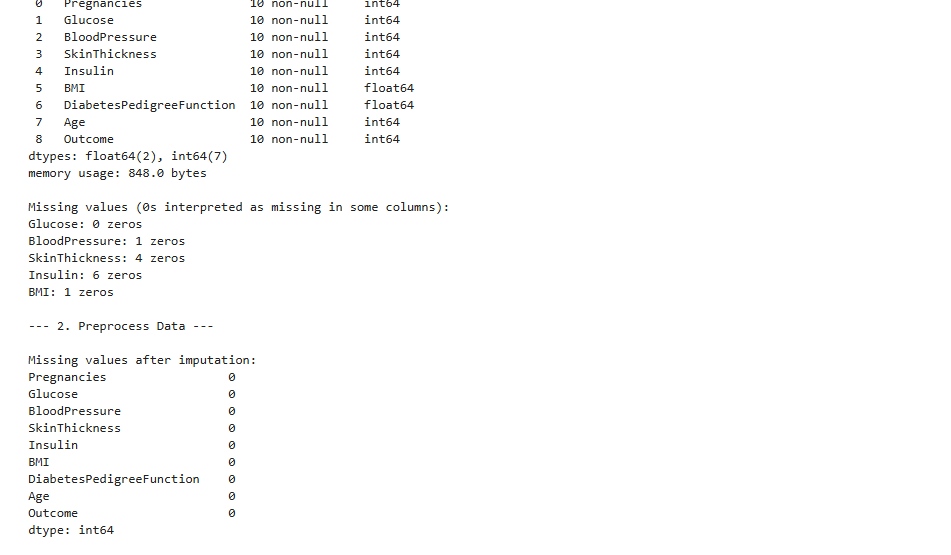 0   Pregnancies               10 non-null     int64
1   Glucose                   10 non-null     int64
2   BloodPressure             10 non-null     int64
3   SkinThickness             10 non-null     int64
4   Insulin                   10 non-null     int64
5   BMI                       10 non-null     float64
6   DiabetesPedigreeFunction  10 non-null     float64
7   Age                       10 non-null     int64
8   Outcome                   10 non-null     int64
dtypes: float64(2), int64(7)
memory usage: 848.0 bytes
Missing values (0s interpreted as missing in some columns):
Glucose: 0 zeros
BloodPressure: 1 zeros
SkinThickness: 4 zeros
Insulin: 6 zeros
BMI: 1 zeros
--- 2. Preprocess Data ---
Missing values after imputation:
Pregnancies                 0
Glucose                     0
BloodPressure               0
SkinThickness               0
Insulin                     0
BMI                         0
DiabetesPedigreeFunction    0
Age                         0
Outcome                     0
dtype: int64